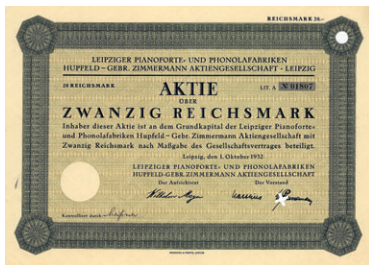 REICHSMARK 20.–
LEIPZIGER PIANOFORTE- UND PHONOLAFABRIKEN
HUPFELD – GEBR. ZIMMERMANN AKTIENGESELLSCHAFT - LEIPZIG
20 REICHSMARK
AKTIE
LIT. A № 01807
ÜBER
ZWANZIG REICHSMARK
Inhaber dieser Aktie ist an dem Grundkapital der Leipziger Pianoforte-
und Phonolafabriken Hupfeld – Gebr. Zimmermann Aktiengesellschaft mit
Zwanzig Reichsmark nach Maßgabe des Gesellschaftsvertrages beteiligt.
Leipzig, den 1. Oktober 1932
LEIPZIGER PIANOFORTE- UND PHONOLAFABRIKEN
HUPFELD-GEBR. ZIMMERMANN AKTIENGESELLSCHAFT
Der Aufsichtsrat Der Vorstand
Kontrolliert durch: